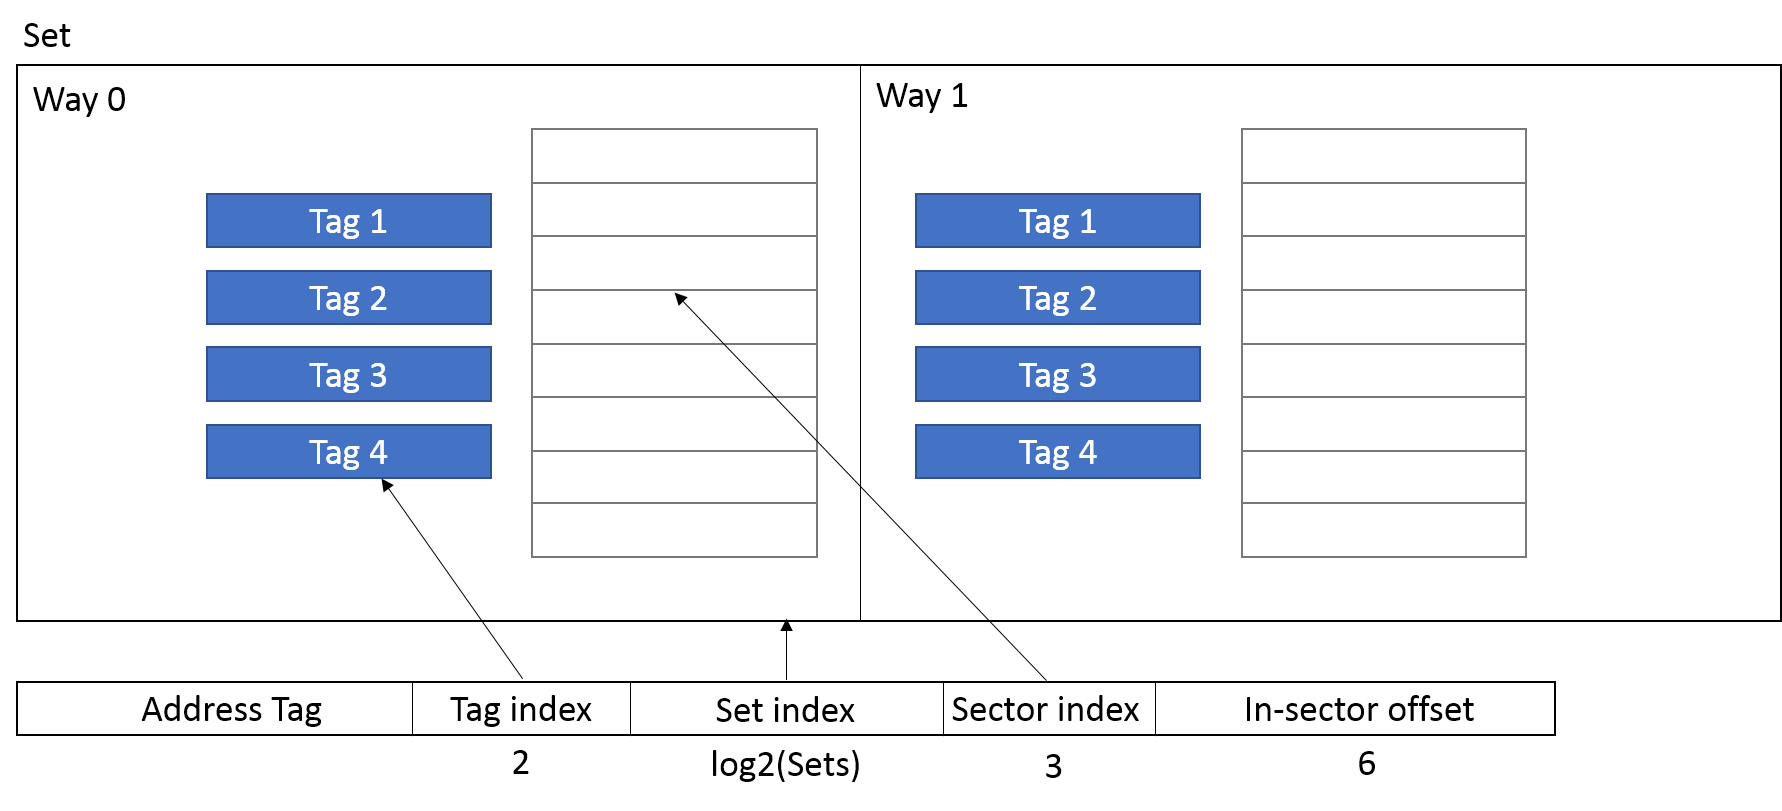 Set
Way 0
Way 1
Tag 1
Tag 2
Tag 3
Tag 4
Tag 1
Tag 2
Tag 3
Tag 4
Address Tag
Tag index
Set index
Sector index
In-sector offset
2
log2(Sets)
3
6